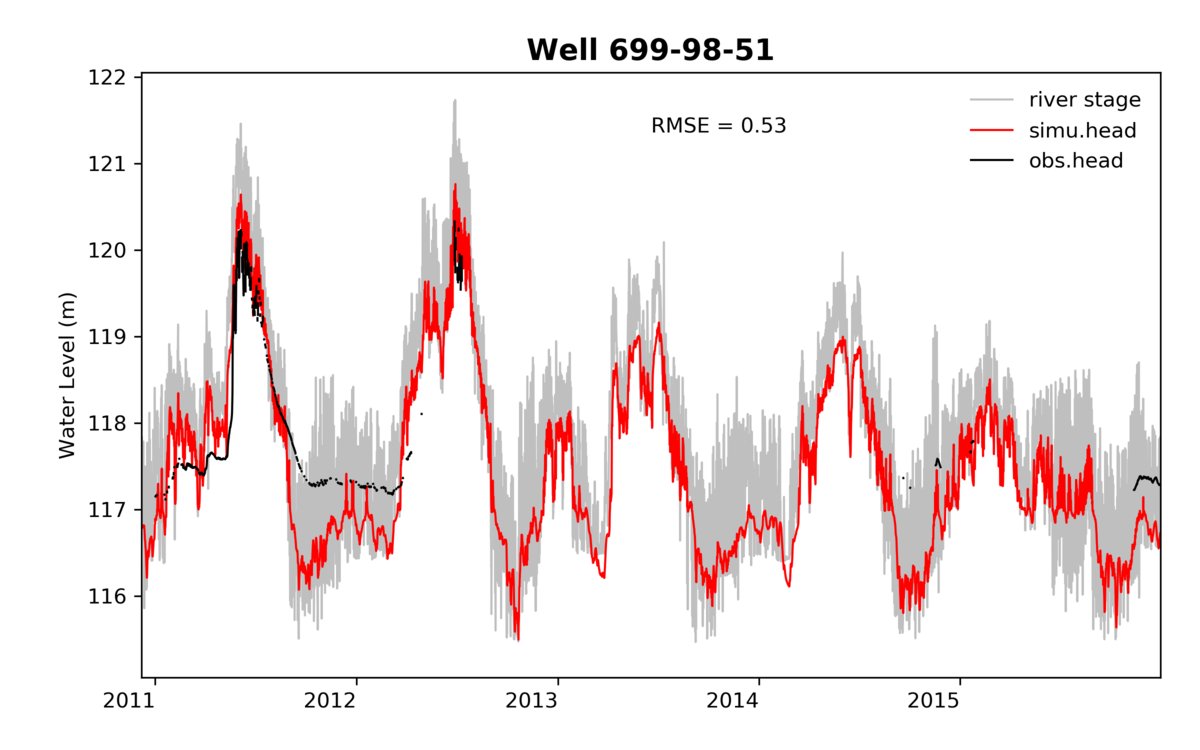 Well 699-98-51
RMSE = 0.53
river stage
simu.head
obs.head
Water Level (m)
122
121
120
119
118
117
116
2011
2012
2013
2014
2015